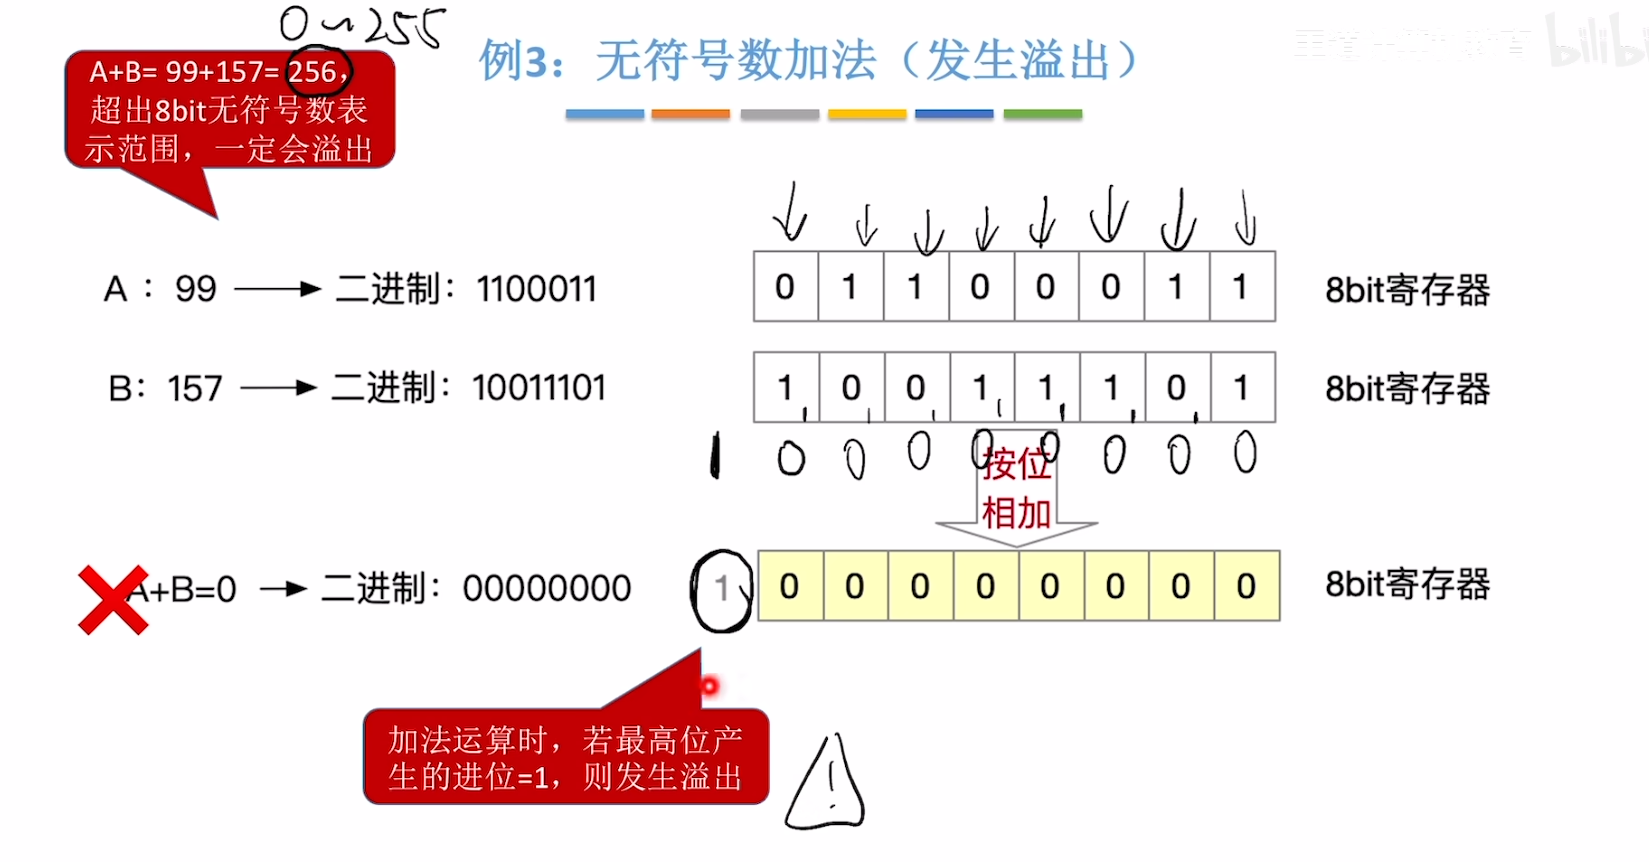 0~255
例3：无符号数加法（发生溢出）
A+B= 99+157= 256，
超出8bit无符号数表
示范围，一定会溢出
A ：99 二进制：1100011 0 1 1 0 0 0 1 1 8bit寄存器
B：157 二进制：10011101 1 0 0 1 1 1 0 1 8bit寄存器
1 0 0 0 0 0 0 0 0
按位
相加
A+B=0 二进制：00000000 1 0 0 0 0 0 0 0 0 8bit寄存器
加法运算时，若最高位产
生的进位=1，则发生溢出
!